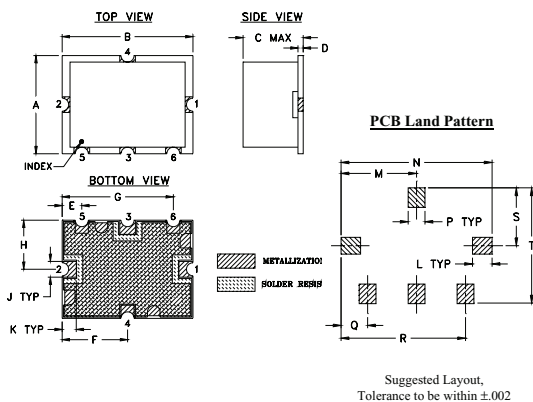 TOP VIEW
B
4
A
2
1
INDEX
5
3
6
SIDE VIEW
C MAX
D
PCB Land Pattern
N
M
P TYP
S
T
L TYP
Q
R
BOTTOM VIEW
G
E
5
3
6
H
2
1
J TYP
K TYP
4
F
METALLIZATION
SOLDER RESIS
Suggested Layout,
Tolerance to be within ±.002